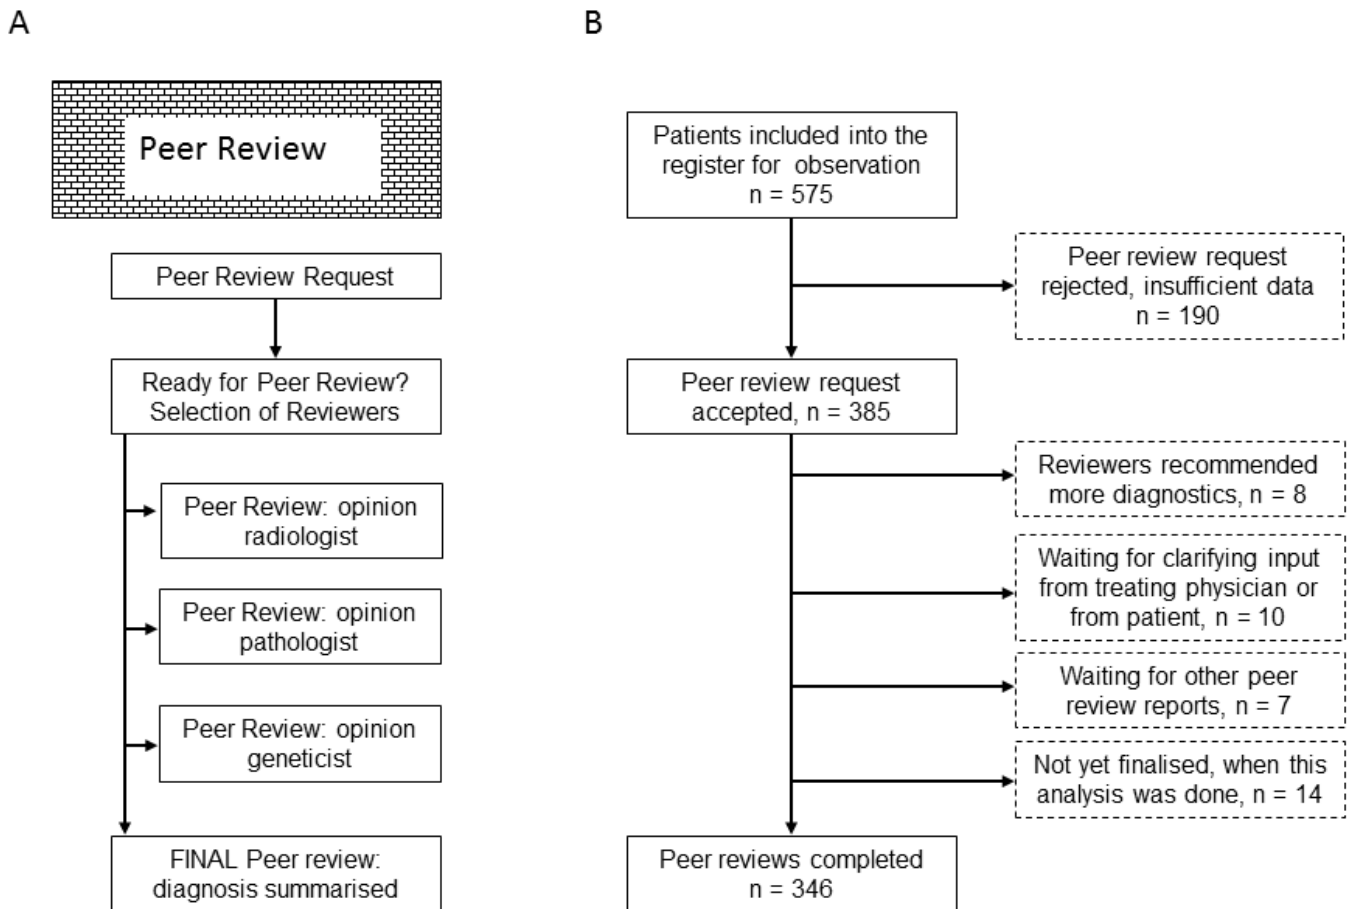 A
Peer Review
Peer Review Request
Ready for Peer Review?
Selection of Reviewers
Peer Review: opinion
radiologist
Peer Review: opinion
pathologist
Peer Review: opinion
geneticist
FINAL Peer review:
diagnosis summarised
B
Patients included into the
register for observation
n = 575
Peer review request
rejected, insufficient data
n = 190
Peer review request
accepted, n = 385
Reviewers recommended
more diagnostics, n = 8
Waiting for clarifying input
from treating physician or
from patient, n = 10
Waiting for other peer
review reports, n = 7
Not yet finalised, when this
analysis was done, n = 14
Peer reviews completed
n = 346